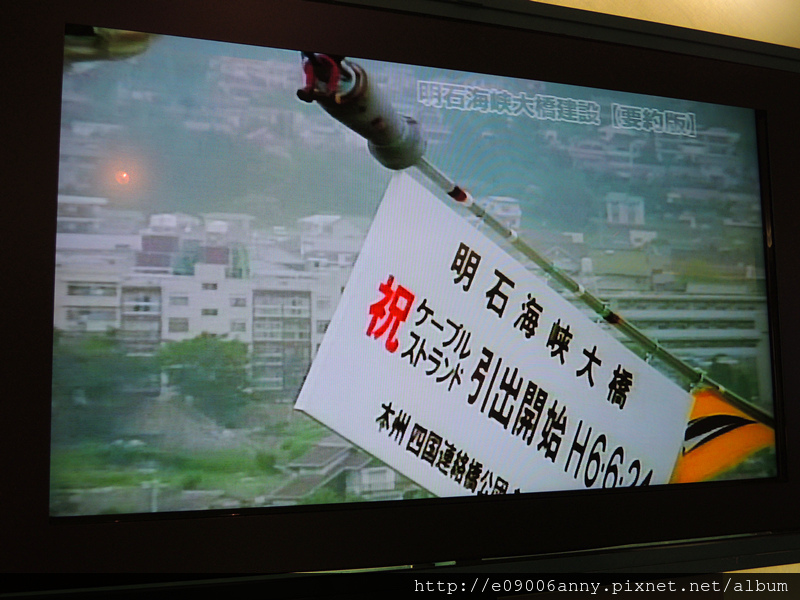 明石海峡大橋建設【要約版】
明石海峡大橋
祝 ケーブル
ストランド 引出開始 H6·6·24
本州四国連絡橋公団
http://e09006anny.pixnet.net/album